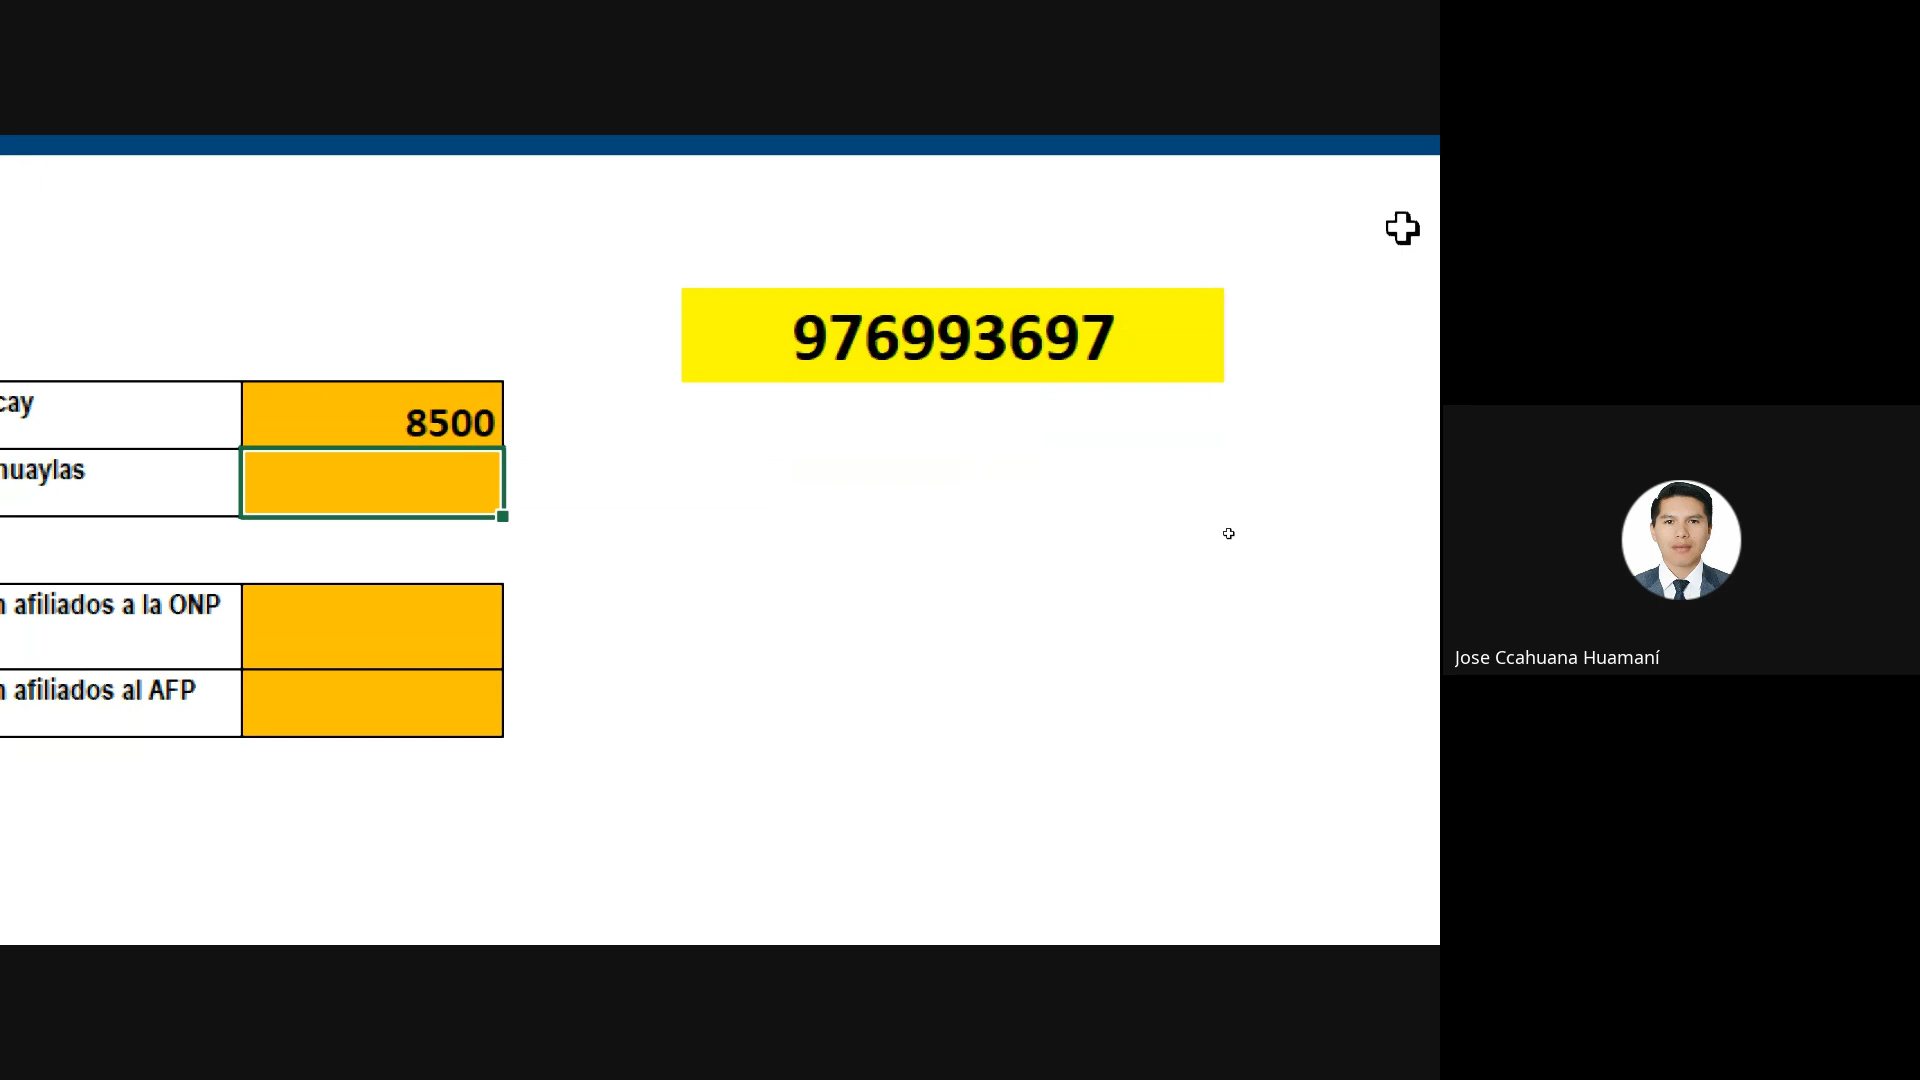 976993697
cay
8500
huaylas
n afiliados a la ONP
n afiliados al AFP
Jose Ccahuana Huamaní